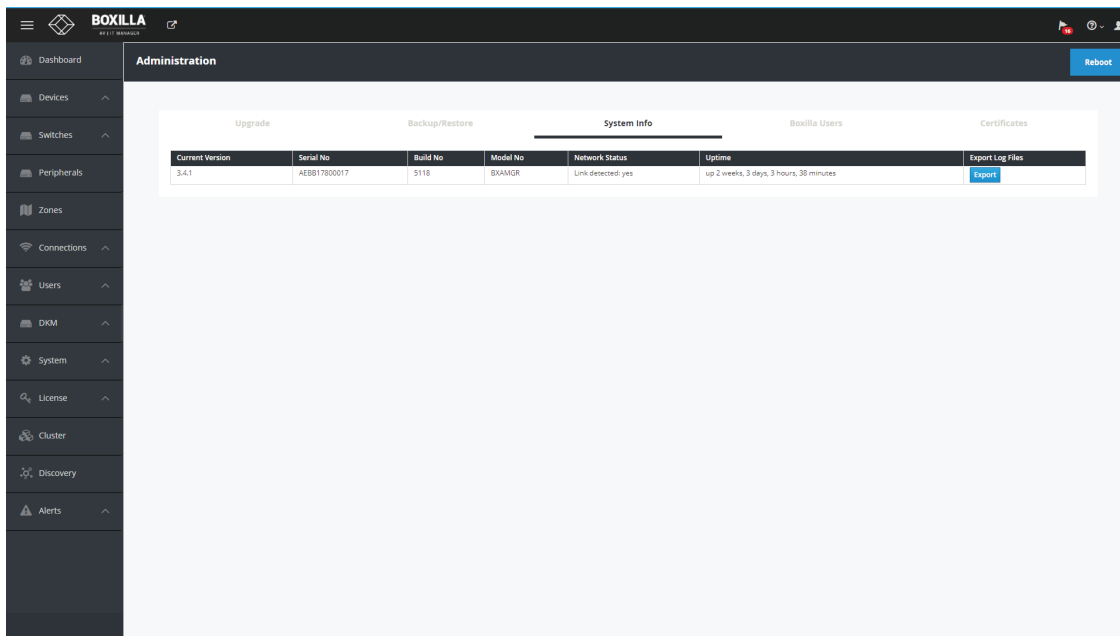 BOXILLA
AV | IT MANAGER
16
Dashboard
Administration
Reboot
Devices
Switches
Peripherals
Zones
Connections
Users
DKM
System
License
Cluster
Discovery
Alerts
Upgrade Backup/Restore System Info Boxilla Users Certificates
Current Version Serial No Build No Model No Network Status Uptime Export Log Files
3.4.1 AEBB17800017 5118 BXAMGR Link detected: yes up 2 weeks, 3 days, 3 hours, 38 minutes Export